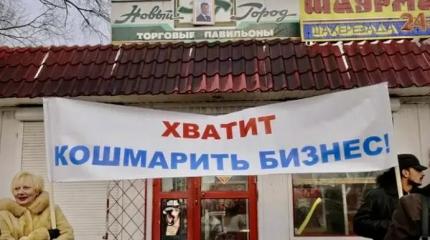 Новый Город
ТОРГОВЫЕ ПАВИЛЬОНЫ
ШАУРМА
ШАХЕРЕЗАДА 24
ХВАТИТ
КОШМАРИТЬ БИЗНЕС!